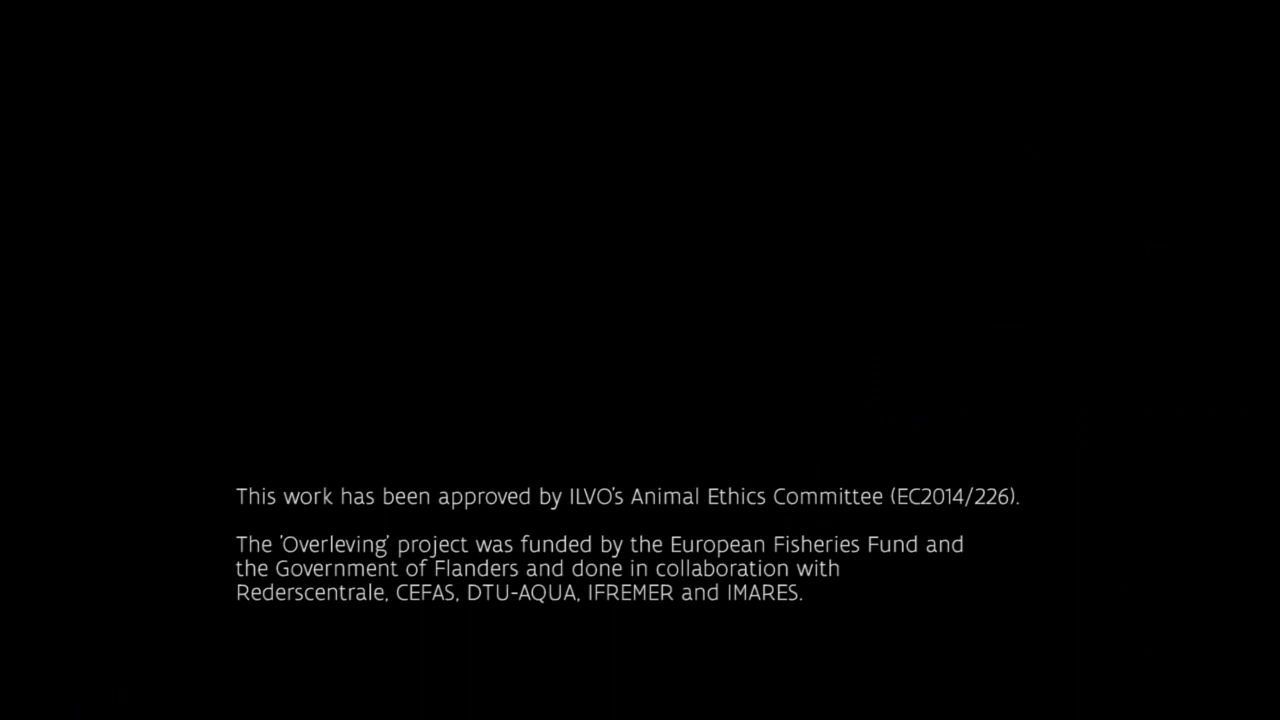 This work has been approved by ILVO's Animal Ethics Committee (EC2014/226).
The 'Overleving' project was funded by the European Fisheries Fund and
the Government of Flanders and done in collaboration with
Rederscentrale, CEFAS, DTU-AQUA, IFREMER and IMARES.